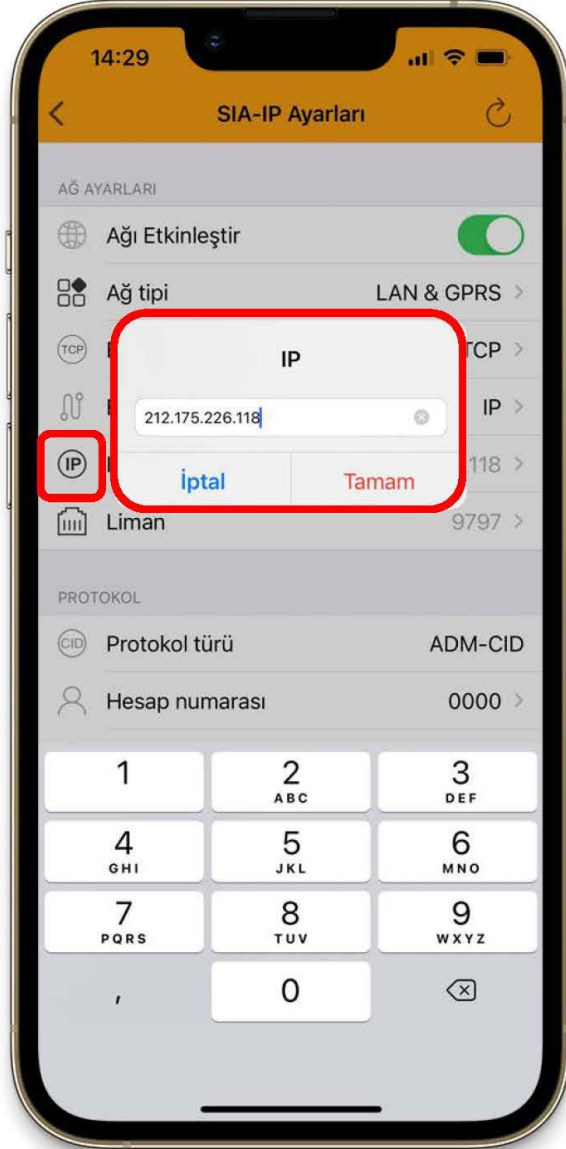 14:29
SIA-IP Ayarları
AĞ AYARLARI
Ağı Etkinleştir
Ağ tipi LAN & GPRS
TCP TCP
IP
IP
212.175.226.118
IP 118
İptal Tamam
Liman 9797
PROTOKOL
CID Protokol türü ADM-CID
Hesap numarası 0000
1 2 3
ABC DEF
4 5 6
GHI JKL MNO
7 8 9
PQRS TUV WXYZ
, 0